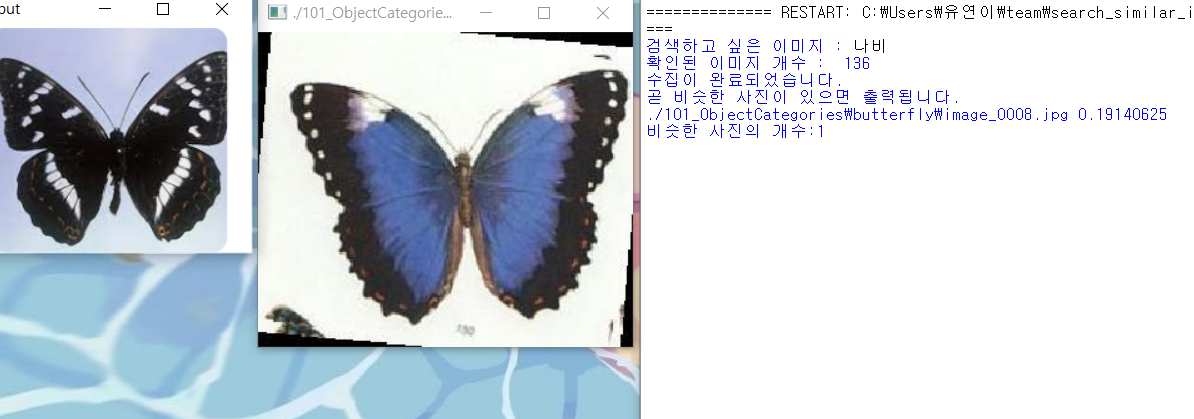 put
./101_ObjectCategorie...
============== RESTART: C:₩Users₩유연이₩team₩search_similar_i
===
검색하고 싶은 이미지 : 나비
확인된 이미지 개수 :  136
수집이 완료되었습니다.
곧 비슷한 사진이 있으면 출력됩니다.
./101_ObjectCategories₩butterfly₩image_0008.jpg 0.19140625
비슷한 사진의 개수:1